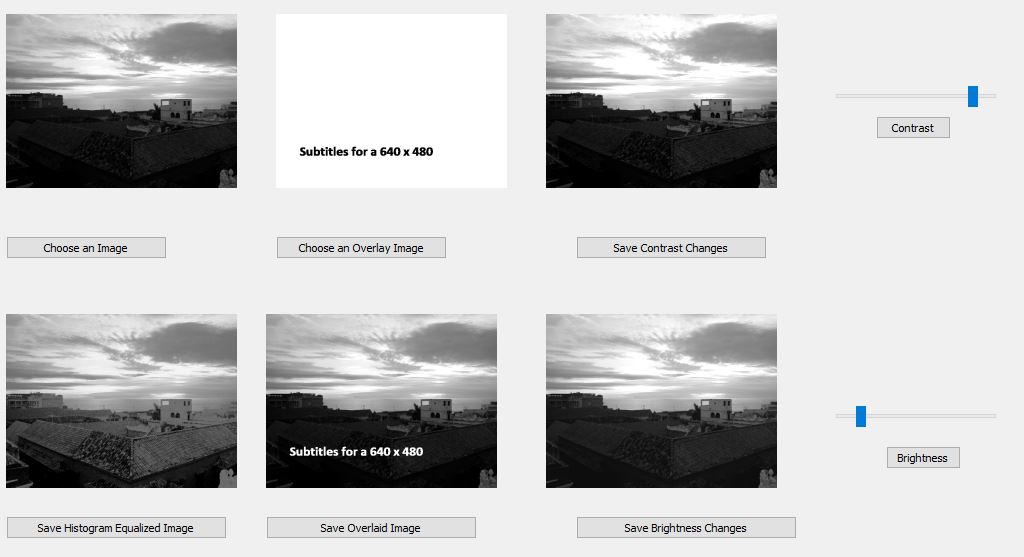 Subtitles for a 640 x 480
Contrast
Choose an Image
Choose an Overlay Image
Save Contrast Changes
Subtitles for a 640 x 480
Brightness
Save Histogram Equalized Image
Save Overlaid Image
Save Brightness Changes